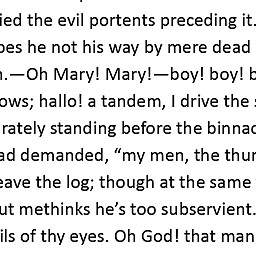 ied the evil portents preceding it.
pes he not his way by mere dead
.—Oh Mary! Mary!—boy! boy! b
ows; hallo! a tandem, I drive the s
rately standing before the binnac
ad demanded, “my men, the thun
eave the log; though at the same
ut methinks he’s too subservient.
ils of thy eyes. Oh God! that man